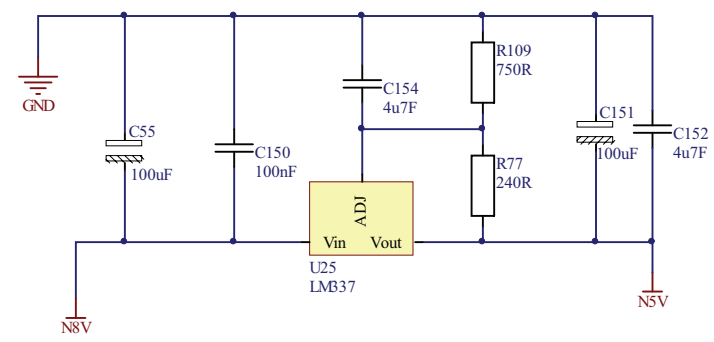 GND
C55
100uF
C150
100nF
C154
4u7F
R109
750R
R77
240R
C151
100uF
C152
4u7F
ADJ
Vin
Vout
U25
LM337
N8V
N5V